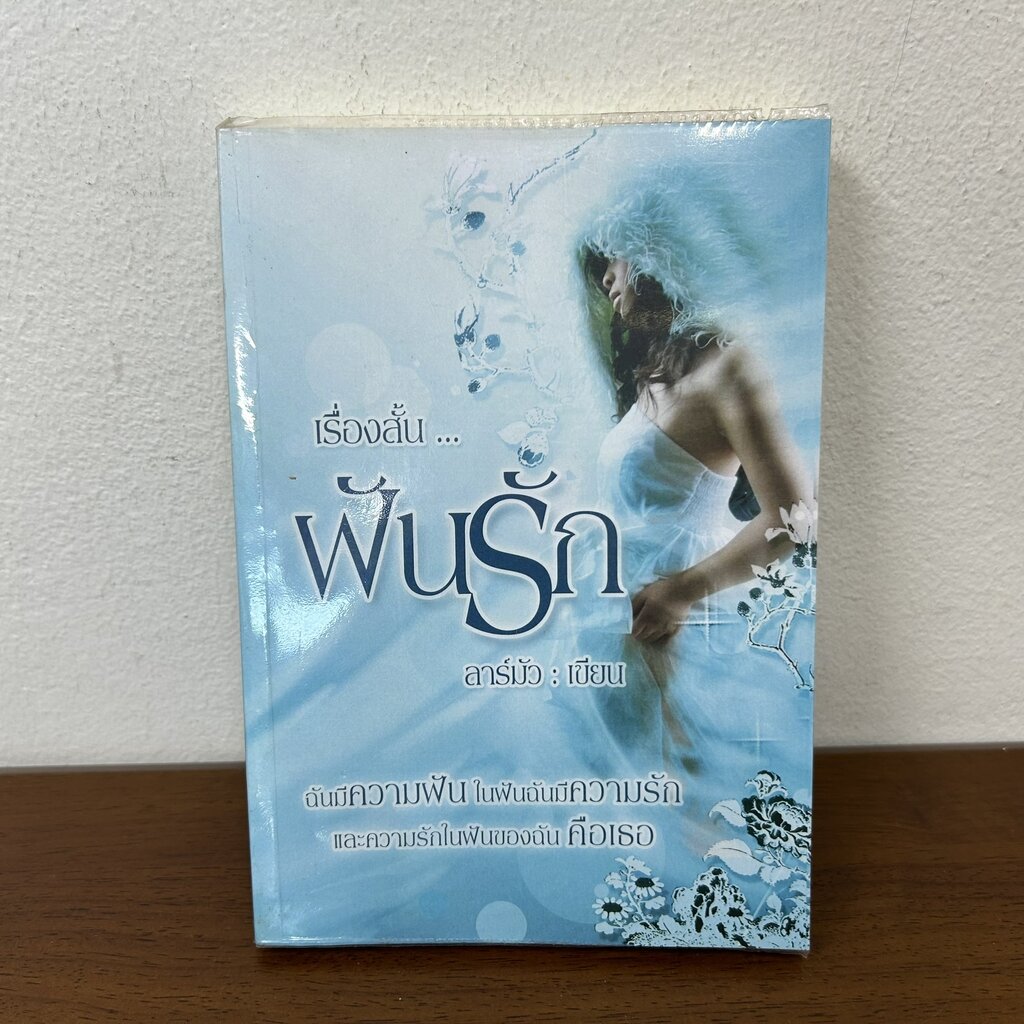 เรื่องสั้น ...
ฝันรัก
ลาร์มัว : เขียน
ฉันมีความฝัน ในฝันฉันมีความรัก
และความรักในฝันของฉัน คือเธอ